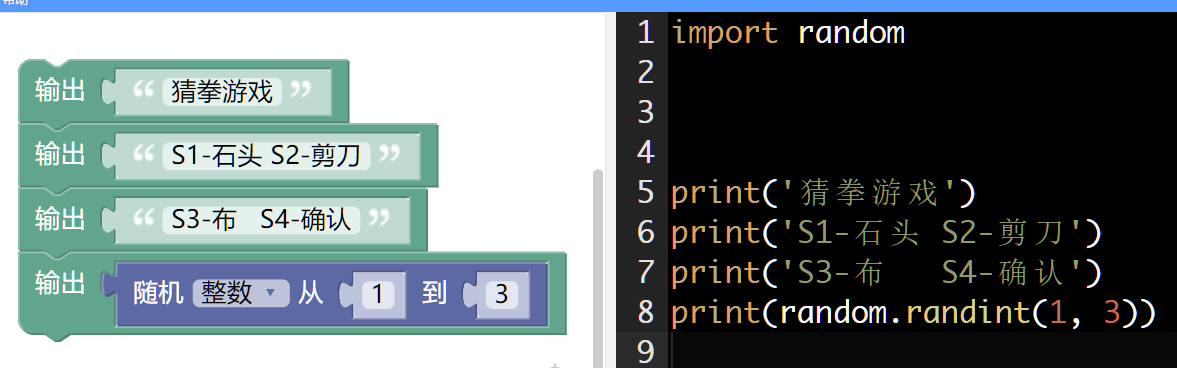 帮助
输出 “ 猜拳游戏 ”
输出 “ S1-石头 S2-剪刀 ”
输出 “ S3-布   S4-确认 ”
输出 随机 整数 从 1 到 3
1 import random
2
3
4
5 print('猜拳游戏')
6 print('S1-石头 S2-剪刀')
7 print('S3-布   S4-确认')
8 print(random.randint(1, 3))
9